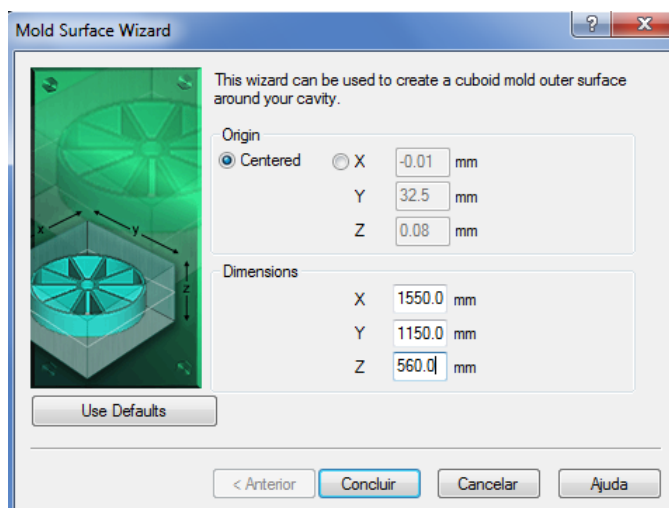 Mold Surface Wizard
?
X
This wizard can be used to create a cuboid mold outer surface
around your cavity.
Origin
Centered X -0.01 mm
Y 32.5 mm
Z 0.08 mm
Dimensions
X 1550.0 mm
Y 1150.0 mm
Z 560.0 mm
x y
z
Use Defaults
< Anterior Concluir Cancelar Ajuda